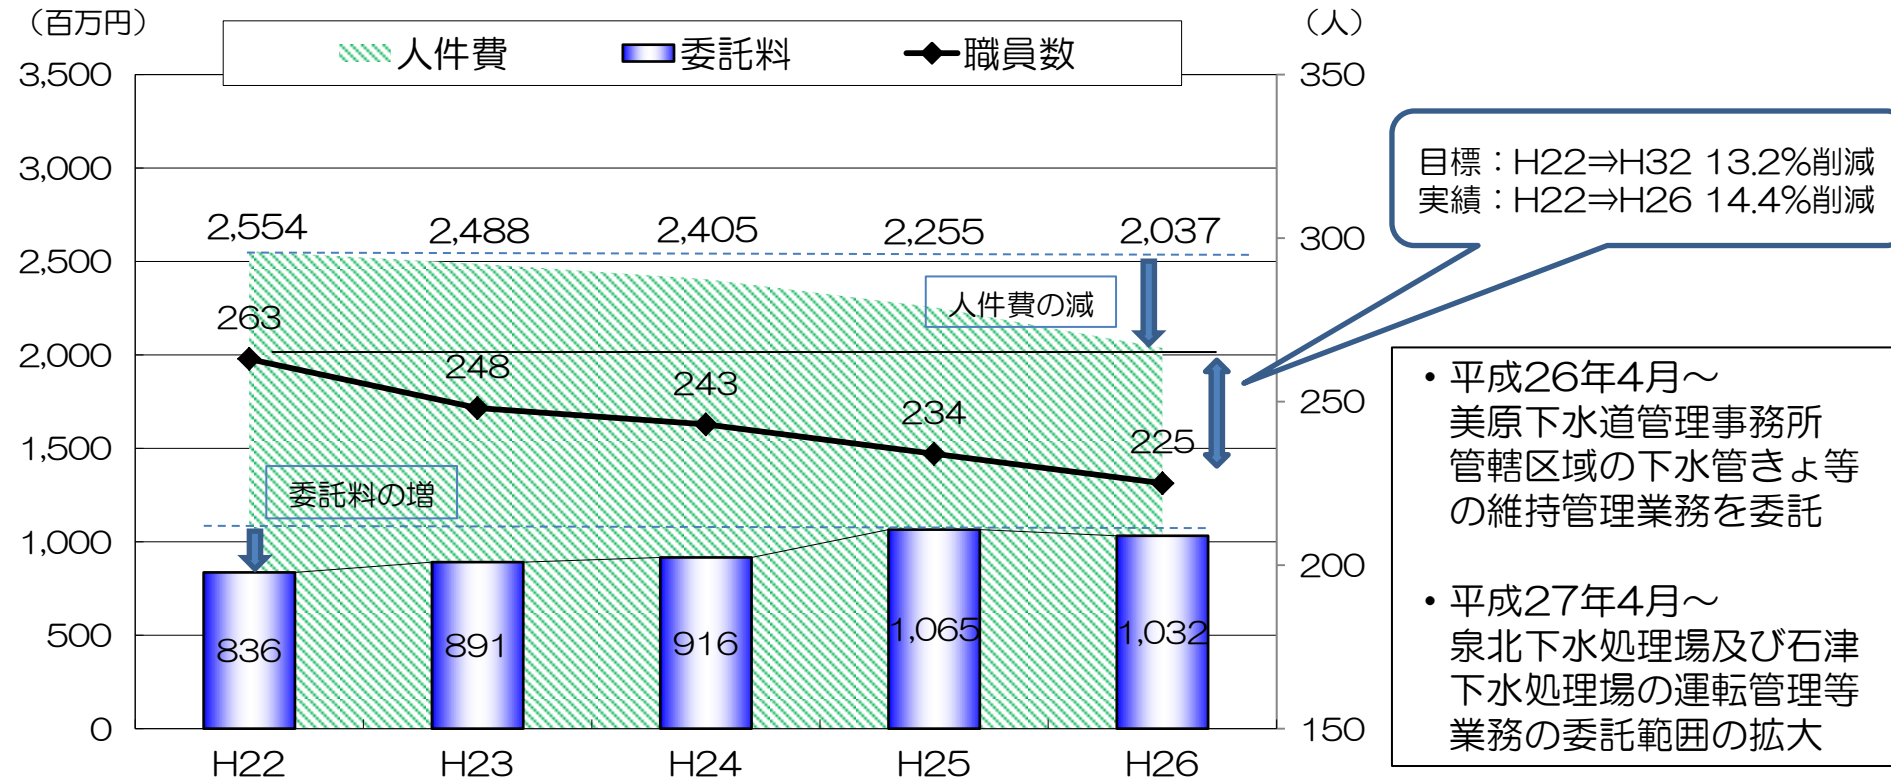 （百万円）
（人）
人件費 委託料 職員数
3,500
3,000
2,500
2,000
1,500
1,000
500
0
350
300
250
200
150
2,554 2,488 2,405 2,255 2,037
人件費の減
263 248 243 234 225
委託料の増
836 891 916 1,065 1,032
H22 H23 H24 H25 H26
目標：H22⇒H32 13.2%削減
実績：H22⇒H26 14.4%削減
・平成26年4月～
美原下水道管理事務所
管轄区域の下水管きょ等
の維持管理業務を委託
・平成27年4月～
泉北下水処理場及び石津
下水処理場の運転管理等
業務の委託範囲の拡大